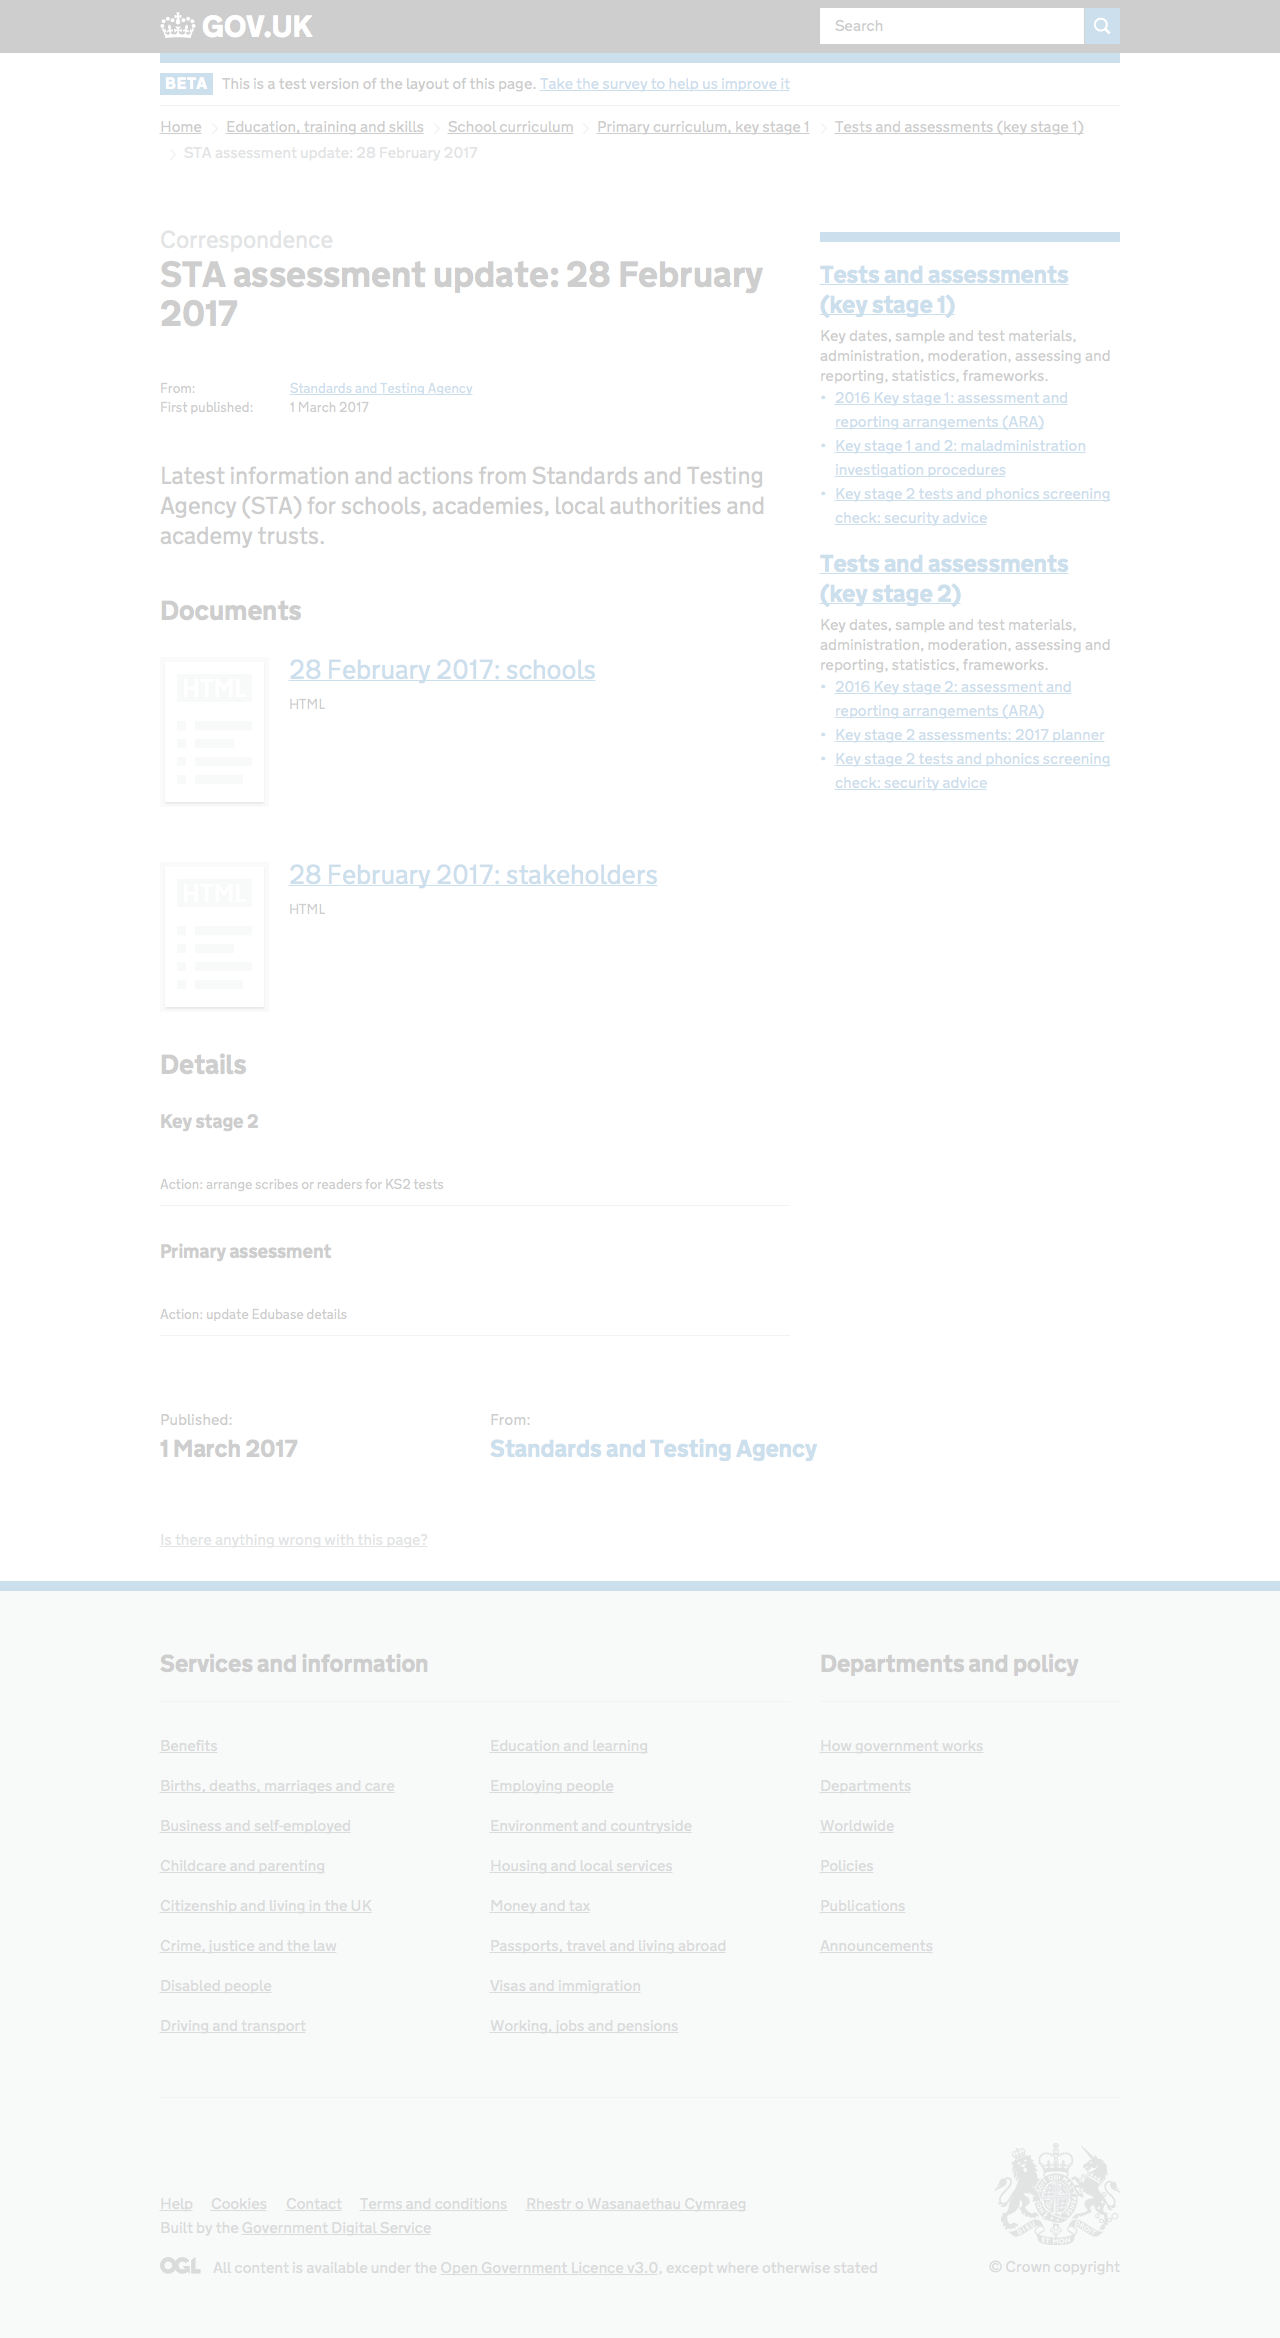 GOV.UK
Search
BETA This is a test version of the layout of this page. Take the survey to help us improve it
Home Education, training and skills School curriculum Primary curriculum, key stage 1 Tests and assessments (key stage 1)
STA assessment update: 28 February 2017
Correspondence
STA assessment update: 28 February
2017
From: Standards and Testing Agency
First published: 1 March 2017
Latest information and actions from Standards and Testing
Agency (STA) for schools, academies, local authorities and
academy trusts.
Documents
HTML
28 February 2017: schools
HTML
HTML
28 February 2017: stakeholders
HTML
Details
Key stage 2
Action: arrange scribes or readers for KS2 tests
Primary assessment
Action: update Edubase details
Published:
1 March 2017
From:
Standards and Testing Agency
Tests and assessments
(key stage 1)
Key dates, sample and test materials,
administration, moderation, assessing and
reporting, statistics, frameworks.
• 2016 Key stage 1: assessment and
reporting arrangements (ARA)
• Key stage 1 and 2: maladministration
investigation procedures
• Key stage 2 tests and phonics screening
check: security advice
Tests and assessments
(key stage 2)
Key dates, sample and test materials,
administration, moderation, assessing and
reporting, statistics, frameworks.
• 2016 Key stage 2: assessment and
reporting arrangements (ARA)
• Key stage 2 assessments: 2017 planner
• Key stage 2 tests and phonics screening
check: security advice
Is there anything wrong with this page?
Services and information
Benefits
Births, deaths, marriages and care
Business and self-employed
Childcare and parenting
Citizenship and living in the UK
Crime, justice and the law
Disabled people
Driving and transport
Education and learning
Employing people
Environment and countryside
Housing and local services
Money and tax
Passports, travel and living abroad
Visas and immigration
Working, jobs and pensions
Departments and policy
How government works
Departments
Worldwide
Policies
Publications
Announcements
Help Cookies Contact Terms and conditions Rhestr o Wasanaethau Cymraeg
Built by the Government Digital Service
OGL All content is available under the Open Government Licence v3.0, except where otherwise stated
© Crown copyright